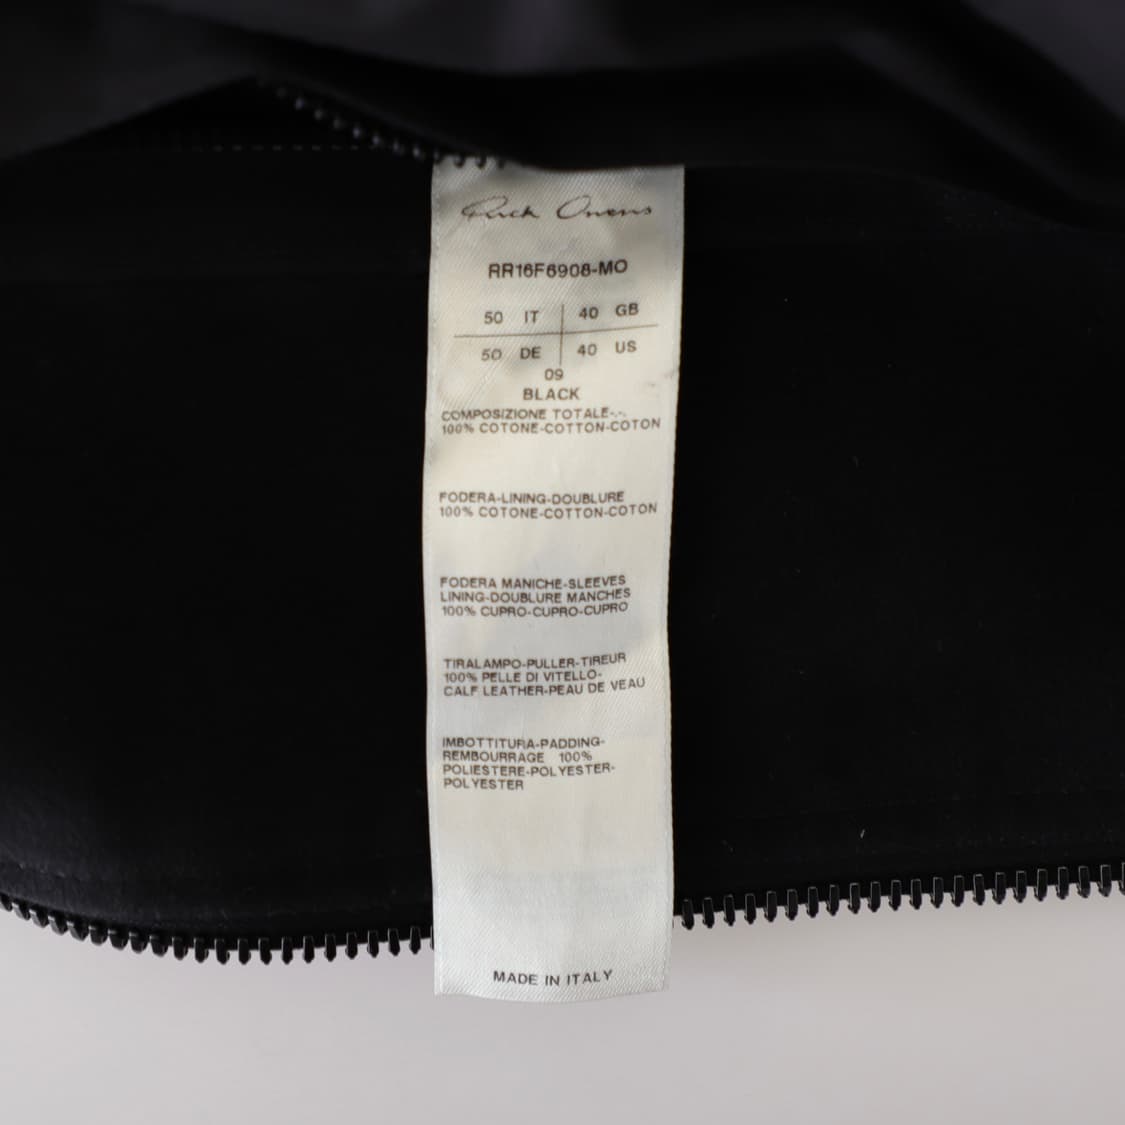 Rick Owens
RR16F6908-MO
50 IT 40 GB
50 DE 40 US
09
BLACK
COMPOSIZIONE TOTALE-.-.
100% COTONE-COTTON-COTON
FODERA-LINING-DOUBLURE
100% COTONE-COTTON-COTON
FODERA MANICHE-SLEEVES
LINING-DOUBLURE MANCHES
100% CUPRO-CUPRO-CUPRO
TIRALAMPO-PULLER-TIREUR
100% PELLE DI VITELLO-
CALF LEATHER-PEAU DE VEAU
IMBOTTITURA-PADDING-
REMBOURRAGE 100%
POLIESTERE-POLYESTER-
POLYESTER
MADE IN ITALY